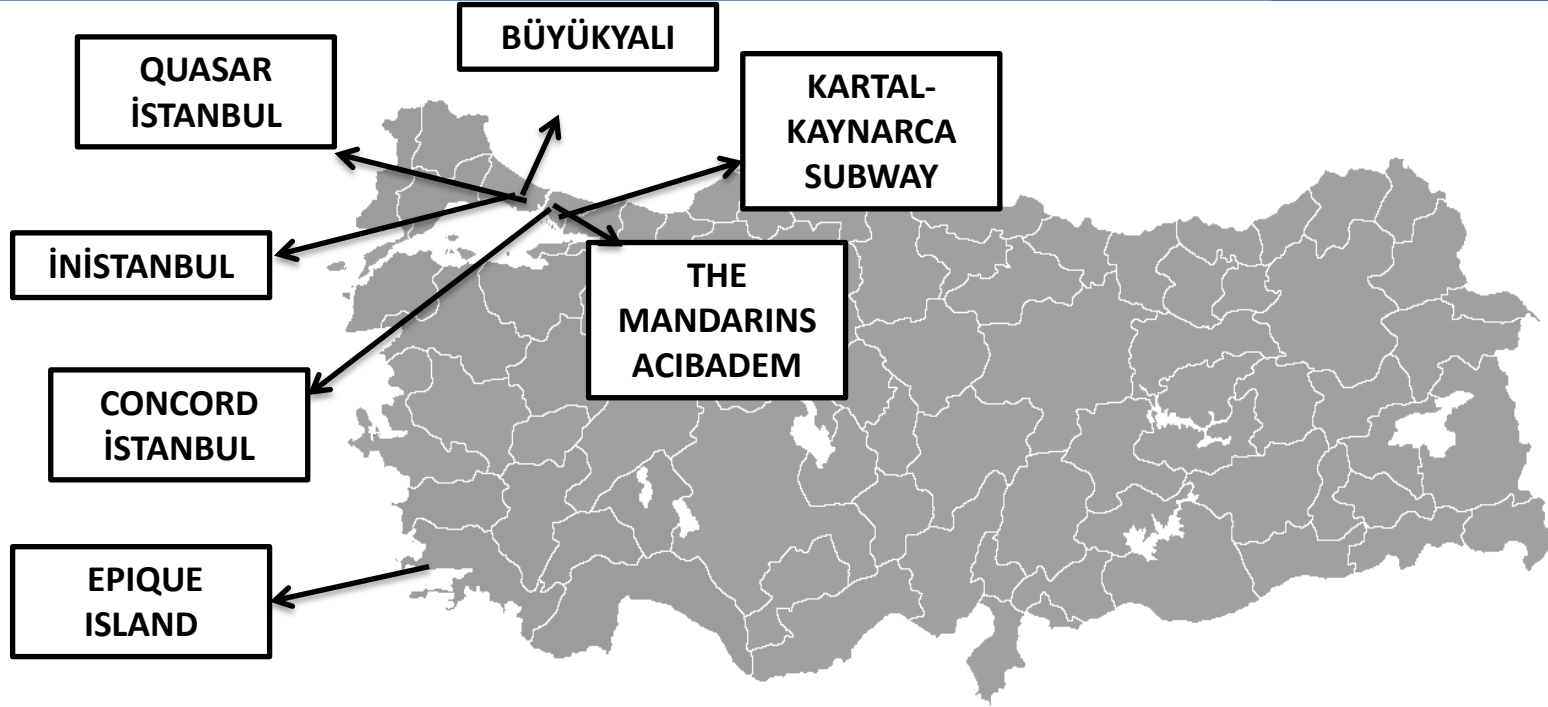 BÜYÜKYALI
QUASAR
İSTANBUL
KARTAL-
KAYNARCA
SUBWAY
İNİSTANBUL
THE
MANDARINS
ACIBADEM
CONCORD
İSTANBUL
EPIQUE
ISLAND